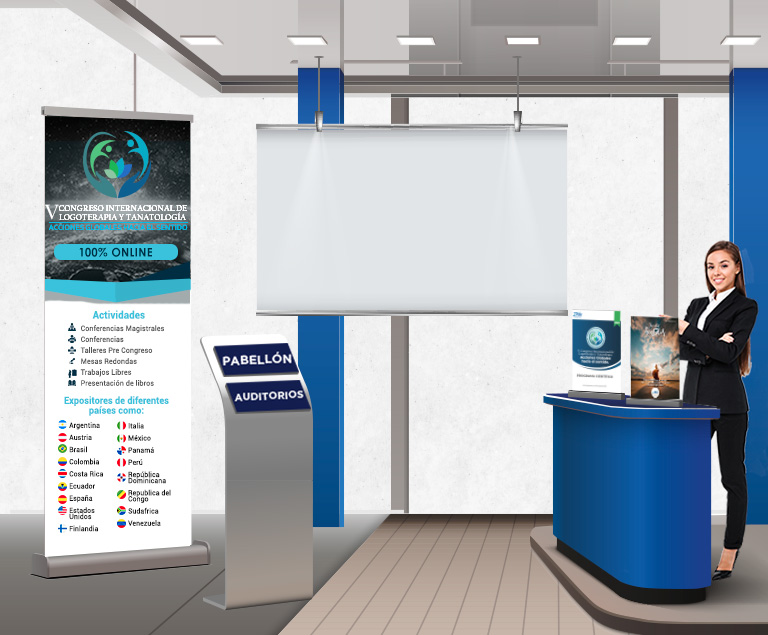 V CONGRESO INTERNACIONAL DE
LOGOTERAPIA Y TANATOLOGÍA
100% ONLINE
Actividades
Conferencias Magistrales
Conferencias
Talleres Pre Congreso
Mesas Redondas
Trabajos Libres
Presentación de libros
Expositores de diferentes
países como:
Argentina
Austria
Brasil
Colombia
Costa Rica
Ecuador
España
Estados
Unidos
Finlandia
Italia
México
Panamá
Perú
República
Dominicana
Republica del
Congo
Sudafrica
Venezuela
PABELLÓN
AUDITORIOS